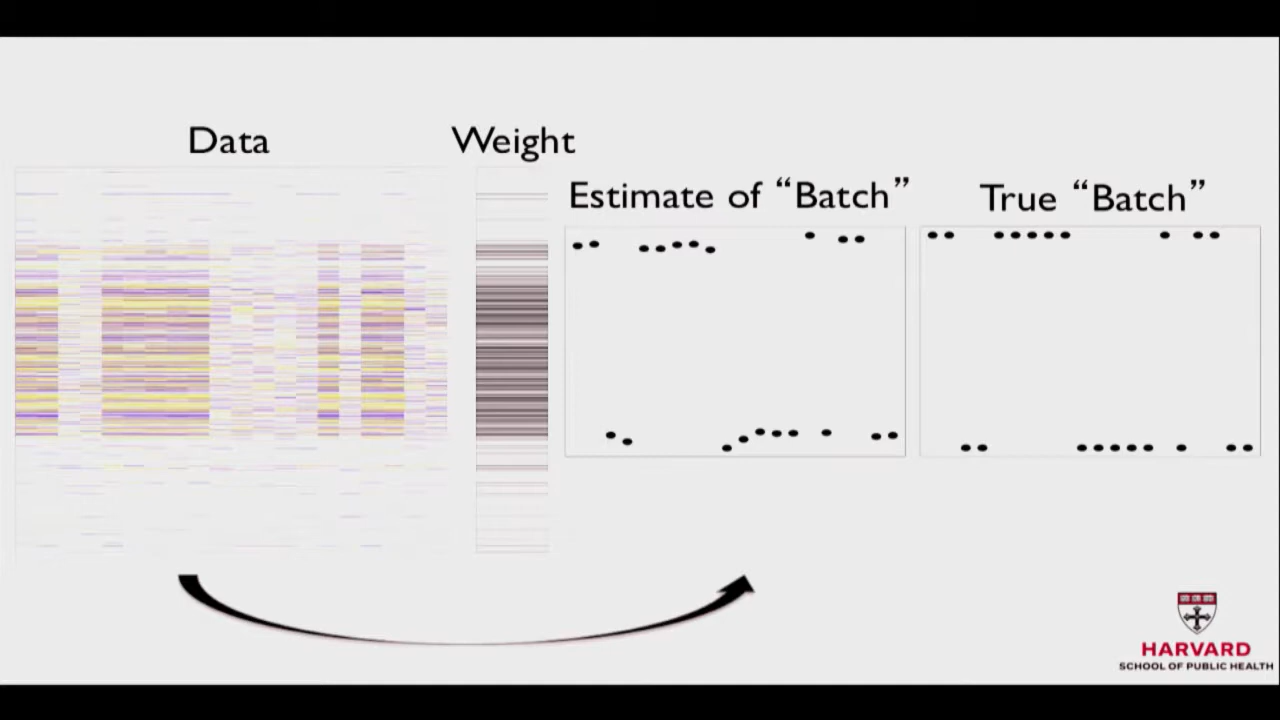 Data
Weight
Estimate of “Batch”
True “Batch”
HARVARD
SCHOOL OF PUBLIC HEALTH